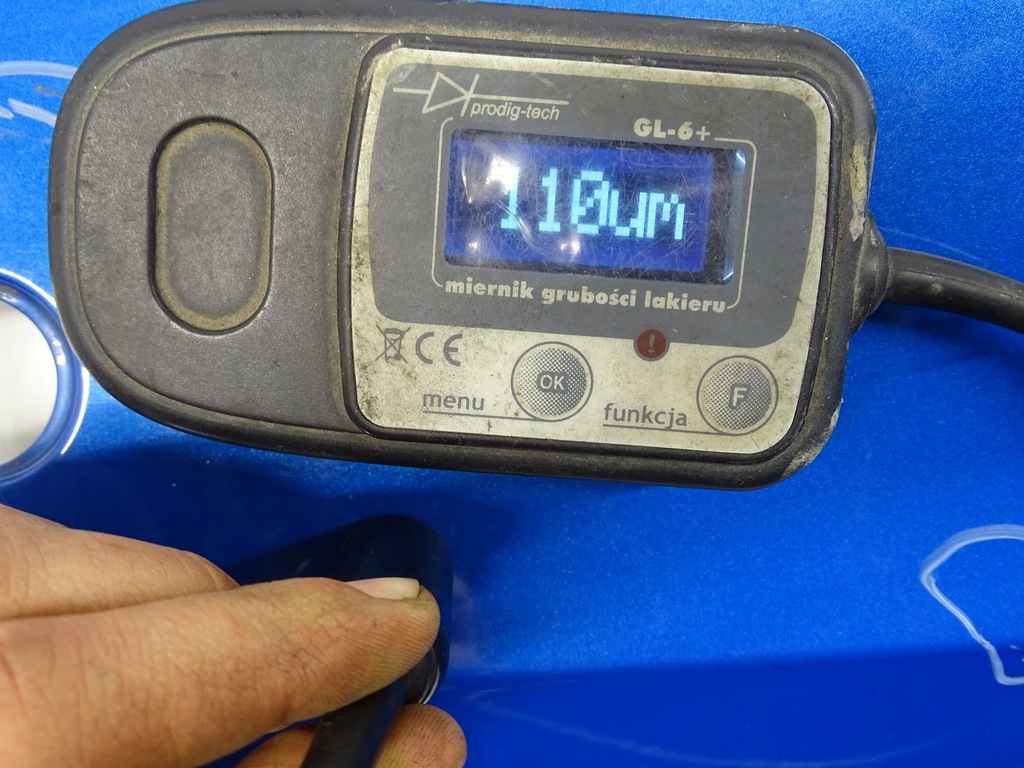 prodig-tech
GL-6+
110um
miernik grubości lakieru
CE
OK
menu
!
F
funkcja